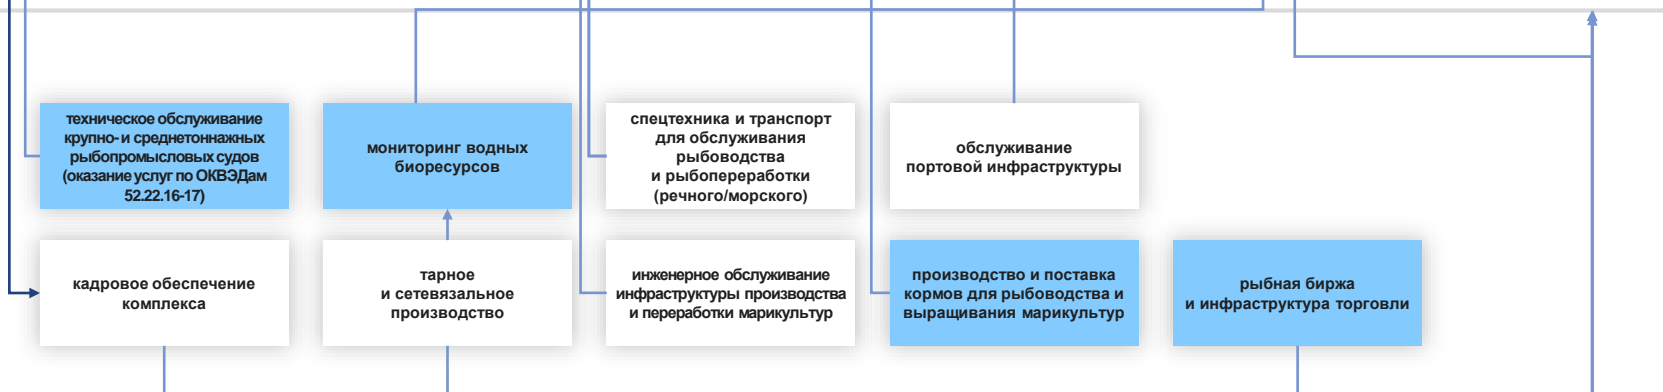 техническое обслуживание
крупно- и среднетоннажных
рыбопромысловых судов
(оказание услуг по ОКВЭДам
52.22.16-17)
мониторинг водных
биоресурсов
спецтехника и транспорт
для обслуживания
рыбоводства
и рыбопереработки
(речного/морского)
обслуживание
портовой инфраструктуры
кадровое обеспечение
комплекса
тарное
и сетевязальное
производство
инженерное обслуживание
инфраструктуры производства
и переработки марикультур
производство и поставка
кормов для рыбоводства и
выращивания марикультур
рыбная биржа
и инфраструктура торговли